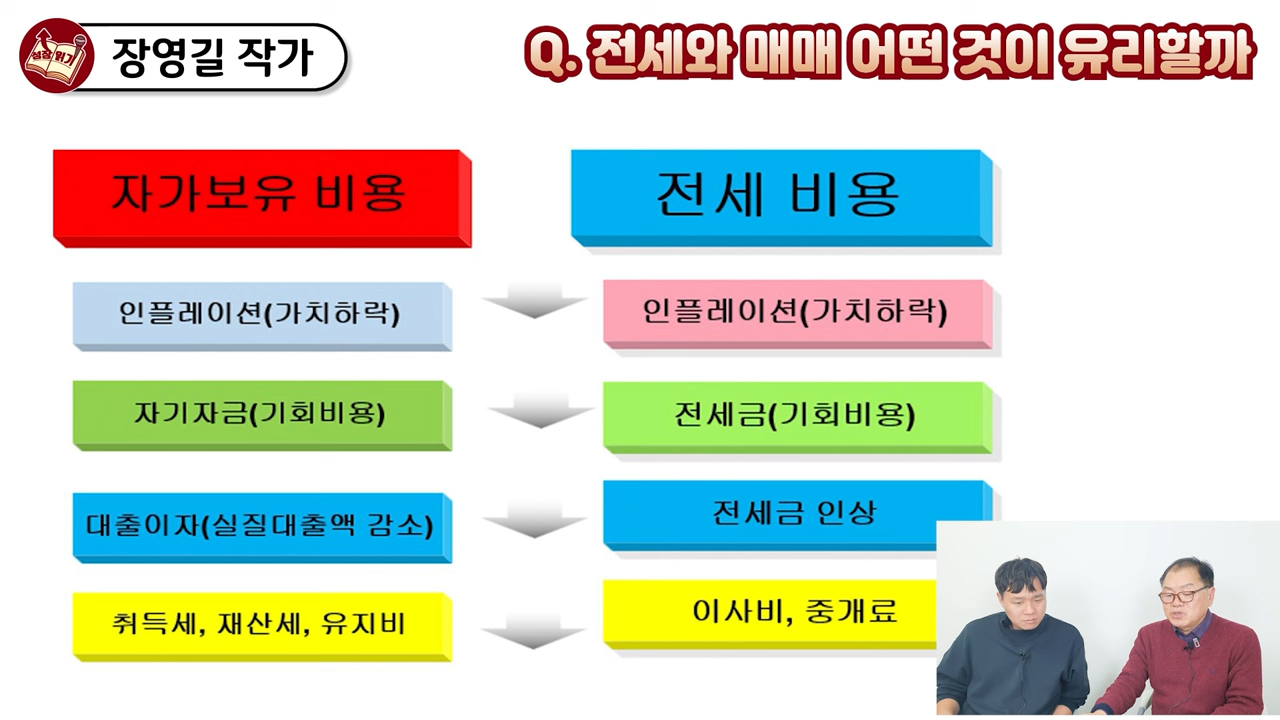 성장 읽기
장영길 작가
Q. 전세와 매매 어떤 것이 유리할까
자가보유 비용
전세 비용
인플레이션(가치하락)
인플레이션(가치하락)
자기자금(기회비용)
전세금(기회비용)
대출이자(실질대출액 감소)
전세금 인상
취득세, 재산세, 유지비
이사비, 중개료